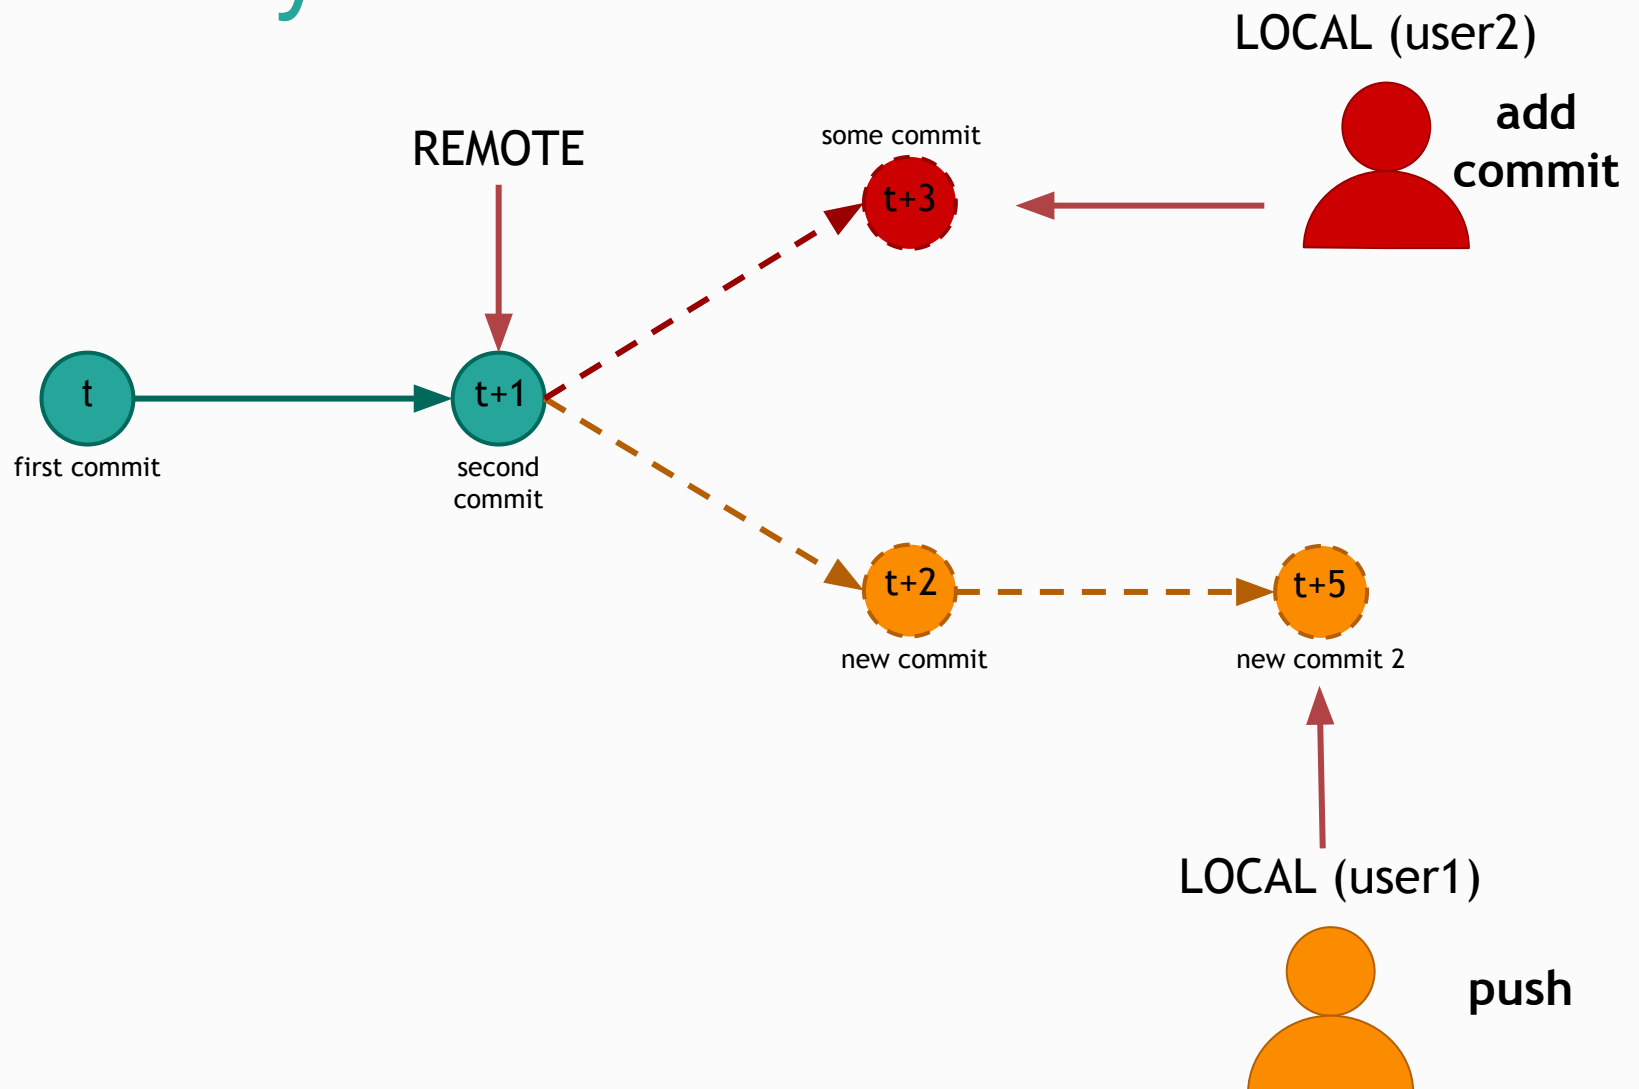 LOCAL (user2)
add
commit
some commit
REMOTE
t+3
t
t+1
first commit
second
commit
t+2
t+5
new commit
new commit 2
LOCAL (user1)
push